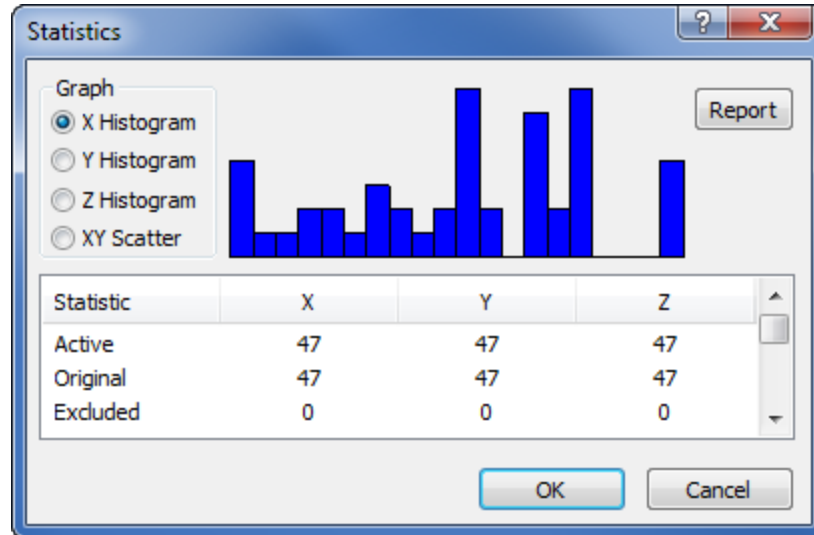 Statistics
?
X
Graph
X Histogram
Y Histogram
Z Histogram
XY Scatter
Report
Statistic X Y Z
Active 47 47 47
Original 47 47 47
Excluded 0 0 0
OK Cancel